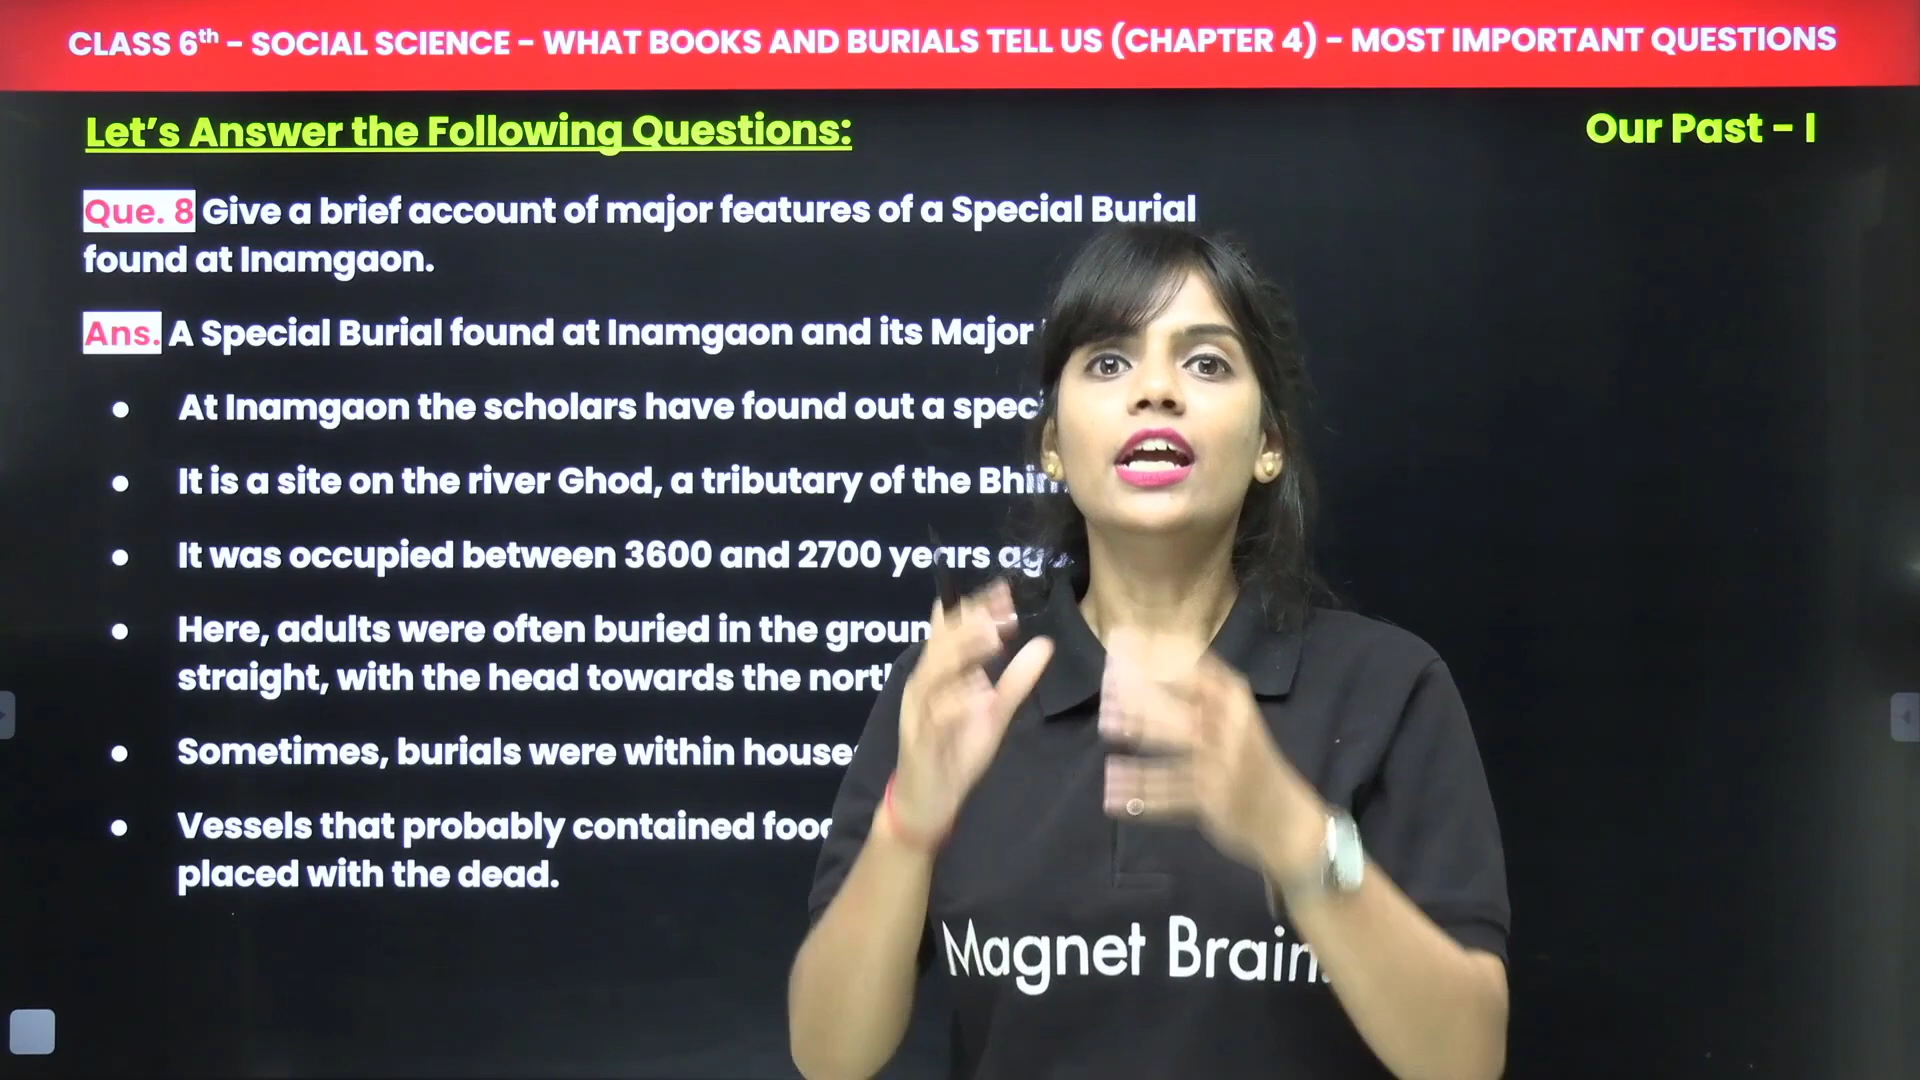 CLASS 6th – SOCIAL SCIENCE – WHAT BOOKS AND BURIALS TELL US (CHAPTER 4) – MOST IMPORTANT QUESTIONS
Let's Answer the Following Questions:
Our Past – I
Que. 8 Give a brief account of major features of a Special Burial
found at Inamgaon.
Ans. A Special Burial found at Inamgaon and its Major
● At Inamgaon the scholars have found out a
● It is a site on the river Ghod, a tributary of the
● It was occupied between 3600 and 2700 years
● Here, adults were often buried in the
straight, with the head towards the
● Sometimes, burials were within
● Vessels that probably contained
placed with the dead.
Magnet